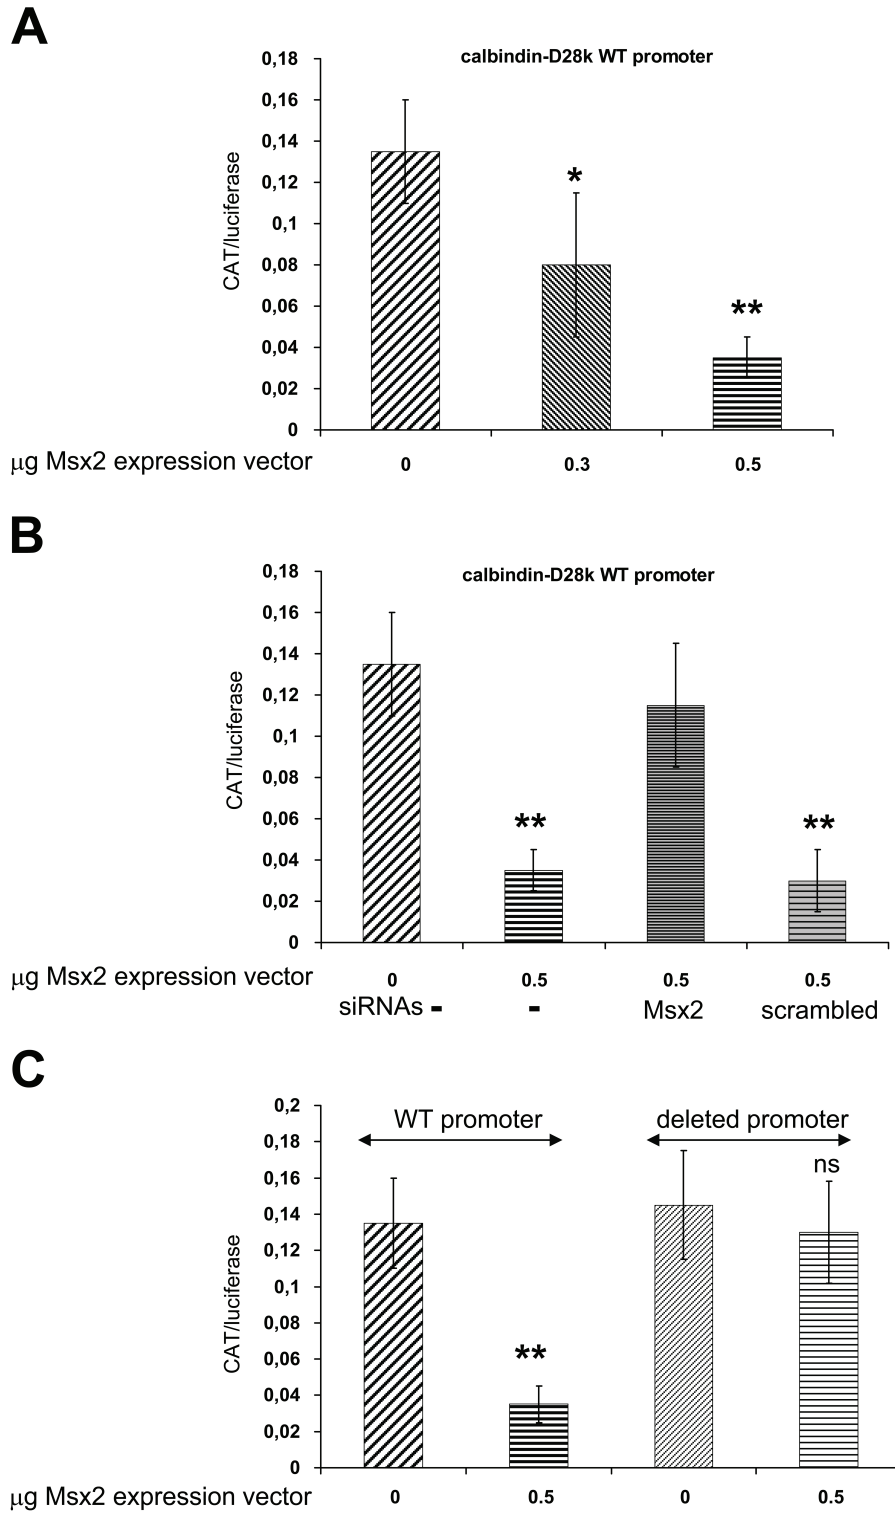 A
calbindin-D28k WT promoter
0,18
0,16
0,14
0,12
0,1
0,08
0,06
0,04
0,02
0
CAT/luciferase
*
**
µg Msx2 expression vector 0 0.3 0.5
B
calbindin-D28k WT promoter
0,18
0,16
0,14
0,12
0,1
0,08
0,06
0,04
0,02
0
CAT/luciferase
**
**
µg Msx2 expression vector 0 0.5 0.5 0.5
siRNAs - - Msx2 scrambled
C
0,2
0,18
0,16
0,14
0,12
0,1
0,08
0,06
0,04
0,02
0
CAT/luciferase
WT promoter deleted promoter
ns
**
µg Msx2 expression vector 0 0.5 0 0.5